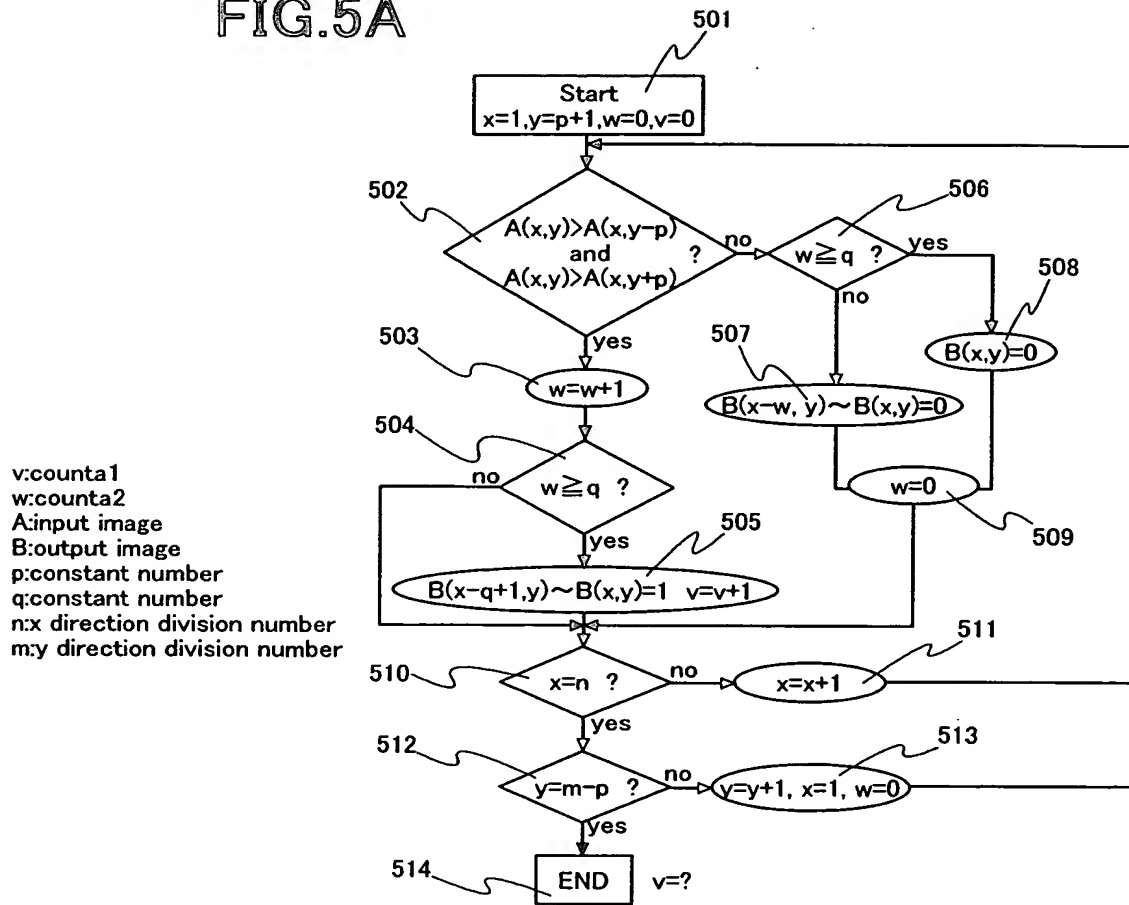 FIG.5A
501
Start
x=1,y=p+1,w=0,v=0
502
A(x,y)>A(x,y-p)
and
A(x,y)>A(x,y+p)
?
no
yes
506
w≧q ?
yes
no
508
B(x,y)=0
507
B(x-w, y)~B(x,y)=0
503
w=w+1
504
w≧q ?
no
yes
509
w=0
505
B(x-q+1,y)~B(x,y)=1 v=v+1
v:counta1
w:counta2
A:input image
B:output image
p:constant number
q:constant number
n:x direction division number
m:y direction division number
510
x=n ?
no
yes
511
x=x+1
512
y=m-p ?
no
yes
513
y=y+1, x=1, w=0
514
END
v=?